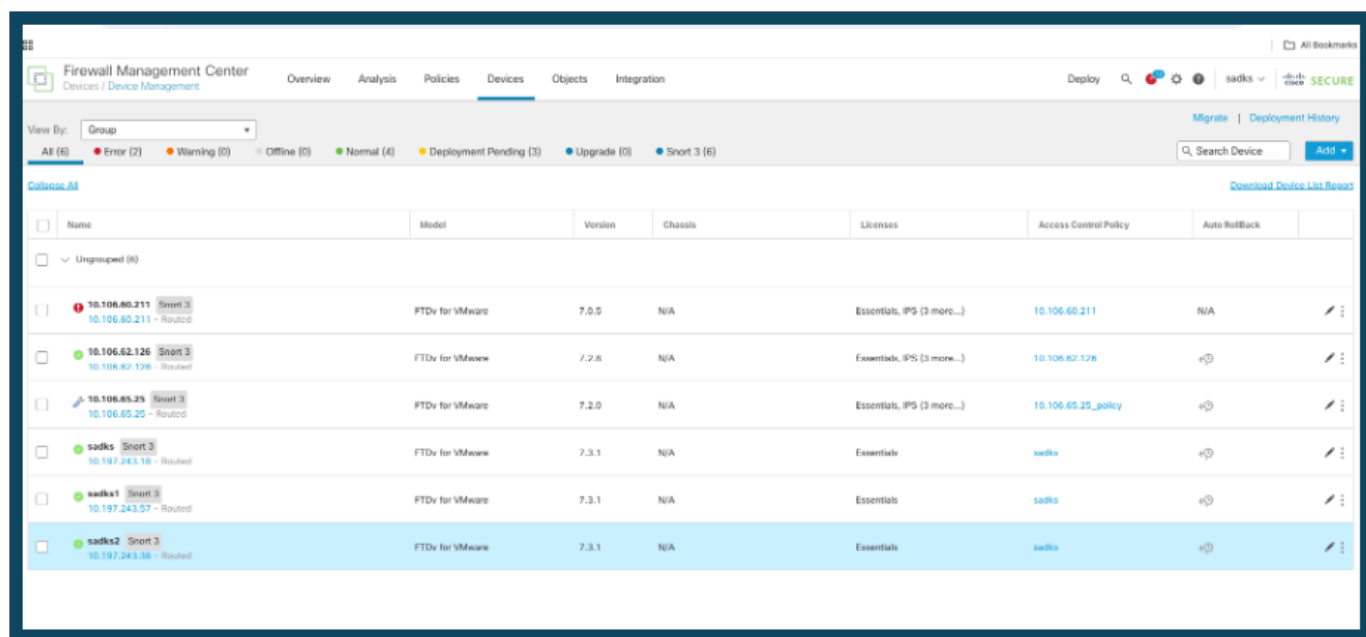 All Bookmarks
Firewall Management Center
Devices / Device Management
Overview Analysis Policies Devices Objects Integration
Deploy sadks
cisco SECURE
Migrate | Deployment History
View By: Group
All (6) Error (2) Warning (0) Offline (0) Normal (4) Deployment Pending (3) Upgrade (0) Snort 3 (6)
Search Device Add
Collapse All
Download Device List Report
Name Model Version Chassis Licenses Access Control Policy Auto RollBack
Ungrouped (6)
10.106.60.211 Snort 3
10.106.60.211 - Routed
FTDv for VMware 7.0.5 N/A Essentials, IPS (3 more...) 10.106.60.211 N/A
10.106.62.126 Snort 3
10.106.62.126 - Routed
FTDv for VMware 7.2.8 N/A Essentials, IPS (3 more...) 10.106.62.126
10.106.65.25 Snort 3
10.106.65.25 - Routed
FTDv for VMware 7.2.0 N/A Essentials, IPS (3 more...) 10.106.65.25_policy
sadks Snort 3
10.197.243.18 - Routed
FTDv for VMware 7.3.1 N/A Essentials sadks
sadks1 Snort 3
10.197.243.57 - Routed
FTDv for VMware 7.3.1 N/A Essentials sadks
sadks2 Snort 3
10.197.243.38 - Routed
FTDv for VMware 7.3.1 N/A Essentials sadks